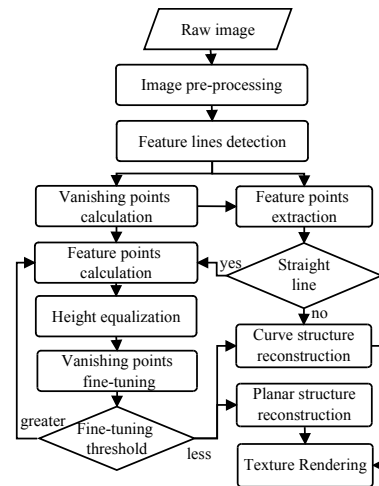 Raw image
Image pre-processing
Feature lines detection
Vanishing points
calculation
Feature points
extraction
Feature points
calculation
yes
Straight
line
Height equalization
no
Curve structure
reconstruction
Vanishing points
fine-tuning
Planar structure
reconstruction
greater
Fine-tuning
threshold
less
Texture Rendering